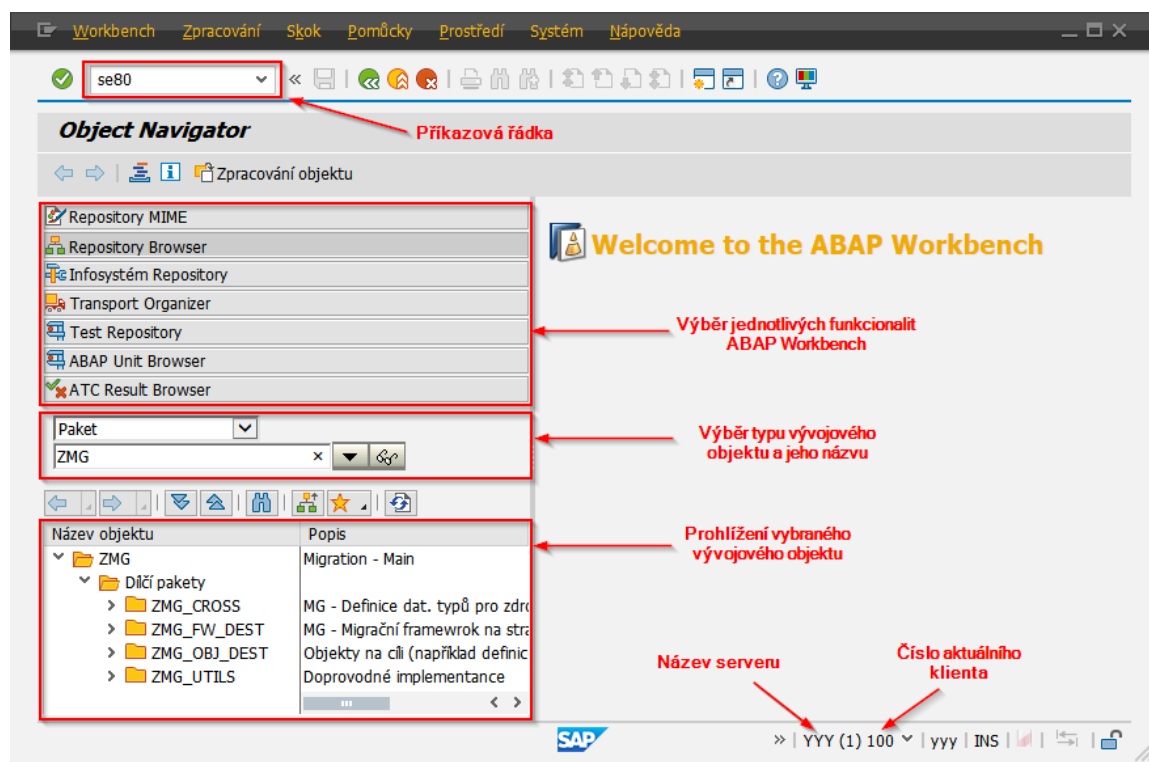 Workbench Zpracování Skok Pomůcky Prostředí Systém Nápověda
se80
Příkazová řádka
Object Navigator
Zpracování objektu
Repository MIME
Repository Browser
Infosystém Repository
Transport Organizer
Test Repository
ABAP Unit Browser
ATC Result Browser
Welcome to the ABAP Workbench
Výběr jednotlivých funkcionalit
ABAP Workbench
Paket
ZMG
Výběr typu vývojového
objektu a jeho názvu
Název objektu Popis
ZMG Migration - Main
Dílčí pakety
ZMG_CROSS MG - Definice dat. typů pro zdro
ZMG_FW_DEST MG - Migrační framewrok na stra
ZMG_OBJ_DEST Objekty na cíli (například definic
ZMG_UTILS Doprovodné implementance
Prohlížení vybraného
vývojového objektu
Název serveru
Číslo aktuálního
klienta
SAP
» | YYY (1) 100 | yyy | INS